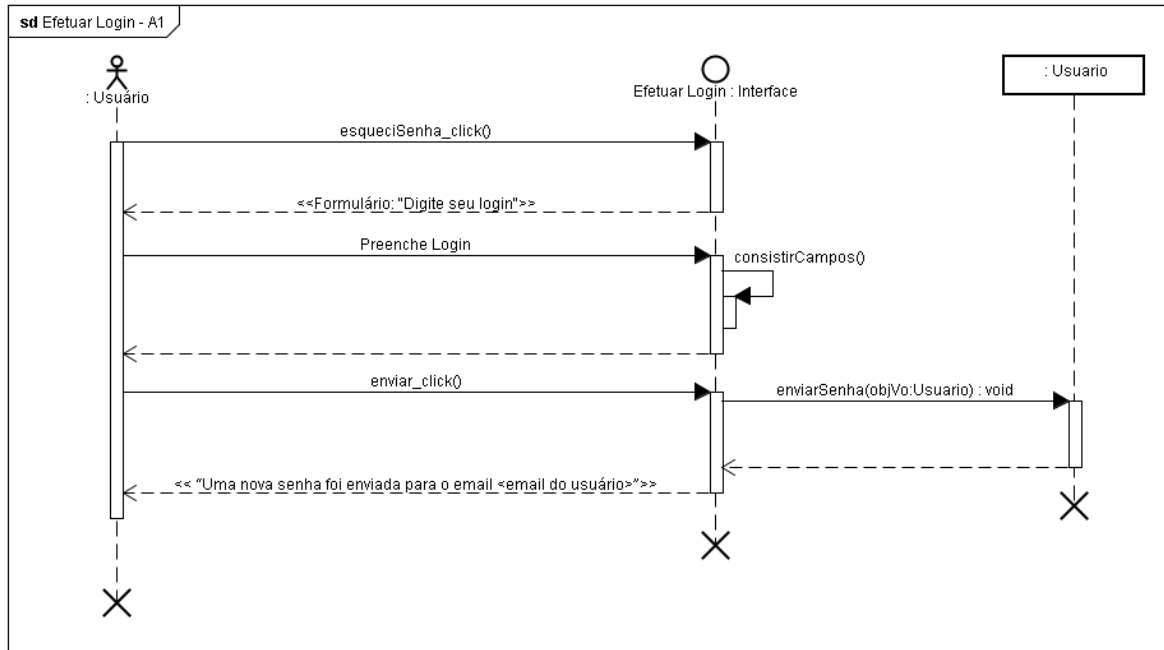 sd Efetuar Login - A1
: Usuário
Efetuar Login : Interface
: Usuario
esqueciSenha_click()
<<Formulário: "Digite seu login">>
Preenche Login
consistirCampos()
enviar_click()
enviarSenha(objVo:Usuario) : void
<< “Uma nova senha foi enviada para o email <email do usuário>”>>